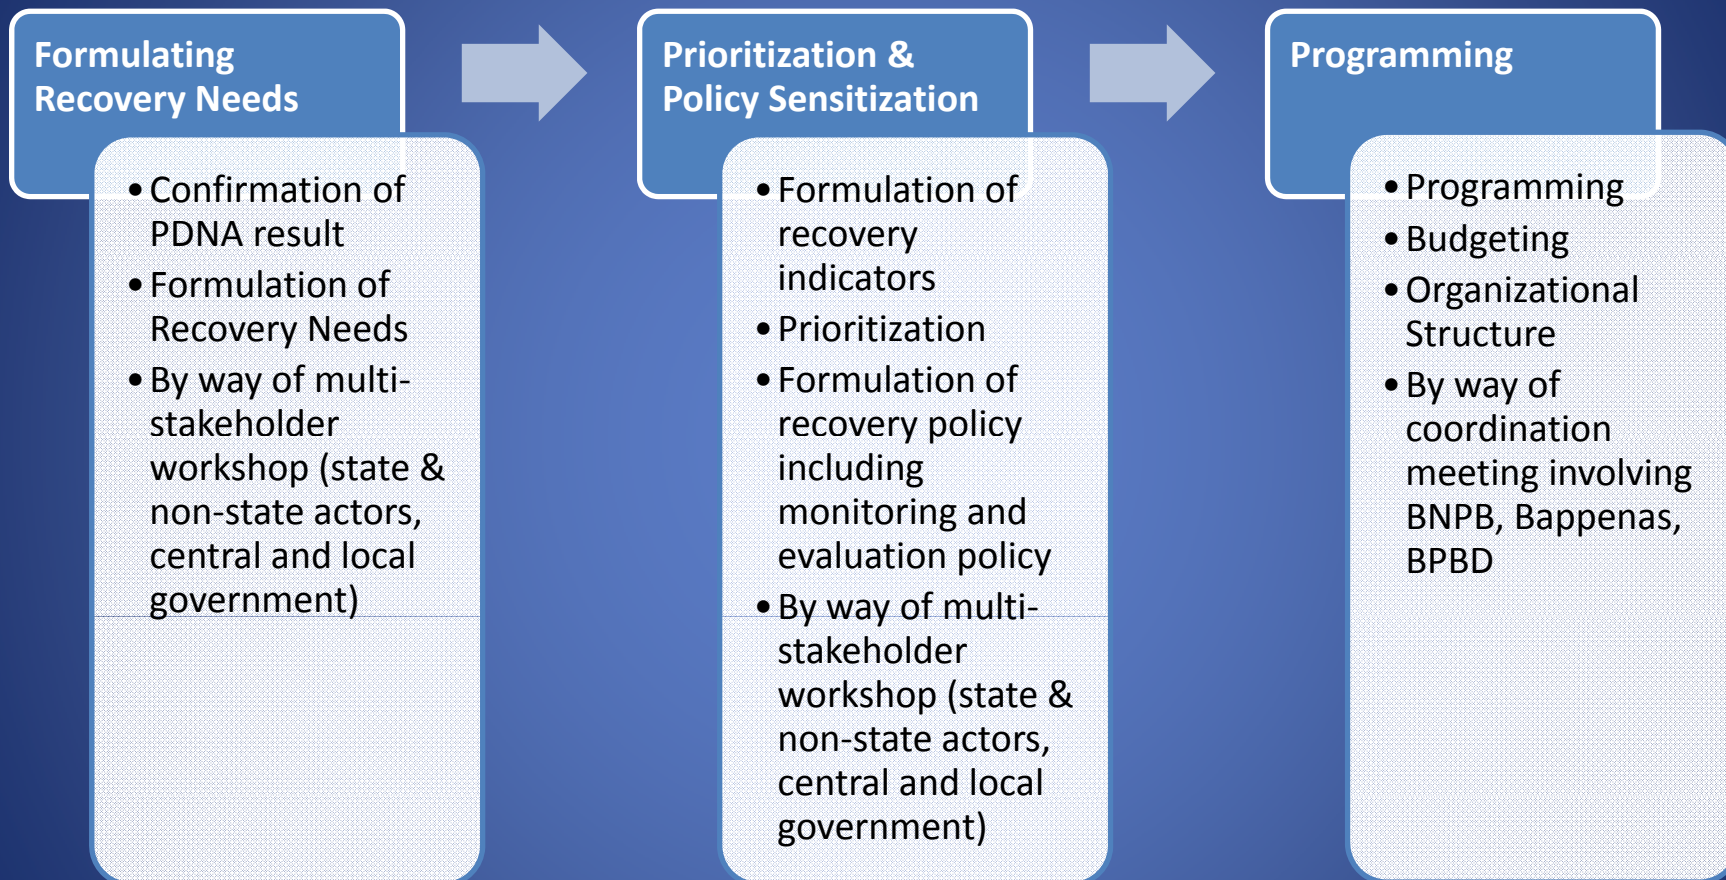 Formulating
Recovery Needs
•Confirmation of
PDNA result
•Formulation of
Recovery Needs
•By way of multi-
stakeholder
workshop (state &
non-state actors,
central and local
government)
Prioritization &
Policy Sensitization
•Formulation of
recovery
indicators
•Prioritization
•Formulation of
recovery policy
including
monitoring and
evaluation policy
•By way of multi-
stakeholder
workshop (state &
non-state actors,
central and local
government)
Programming
•Programming
•Budgeting
•Organizational
Structure
•By way of
coordination
meeting involving
BNPB, Bappenas,
BPBD